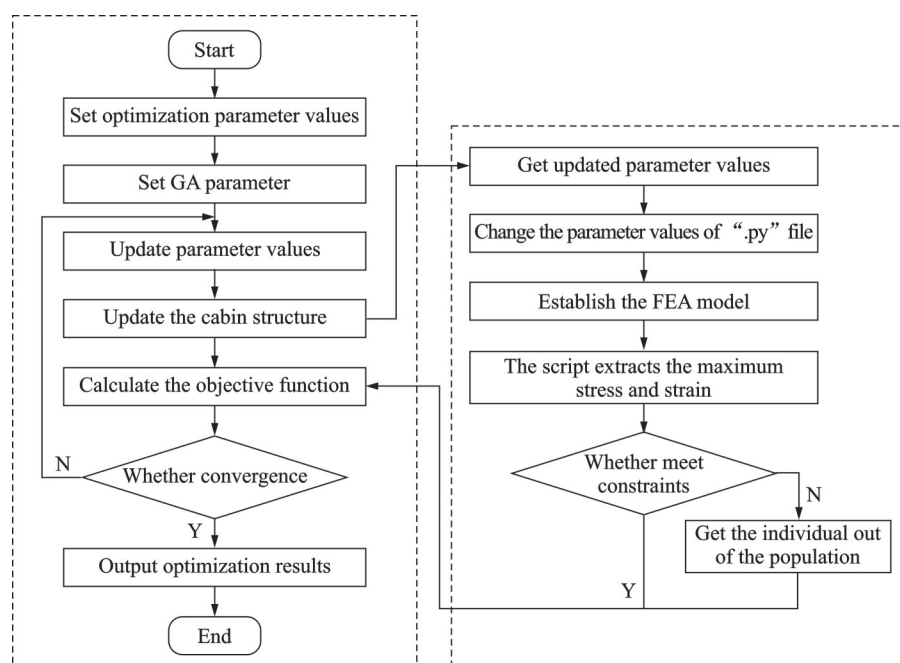 Start
Set optimization parameter values
Set GA parameter
Update parameter values
Update the cabin structure
Calculate the objective function
Whether convergence
N
Y
Output optimization results
End
Get updated parameter values
Change the parameter values of “.py” file
Establish the FEA model
The script extracts the maximum
stress and strain
Whether meet
constraints
N
Get the individual out
of the population
Y